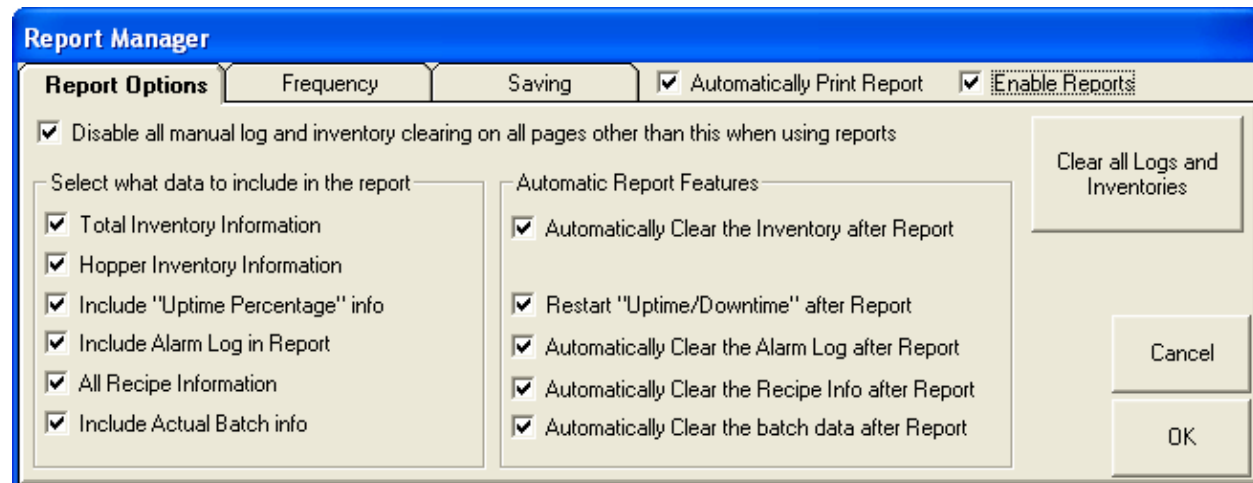 Report Manager
Report Options Frequency Saving Automatically Print Report Enable Reports
Disable all manual log and inventory clearing on all pages other than this when using reports
Clear all Logs and
Inventories
Select what data to include in the report
Total Inventory Information
Hopper Inventory Information
Include "Uptime Percentage" info
Include Alarm Log in Report
All Recipe Information
Include Actual Batch info
Automatic Report Features
Automatically Clear the Inventory after Report
Restart "Uptime/Downtime" after Report
Automatically Clear the Alarm Log after Report
Automatically Clear the Recipe Info after Report
Automatically Clear the batch data after Report
Cancel
OK